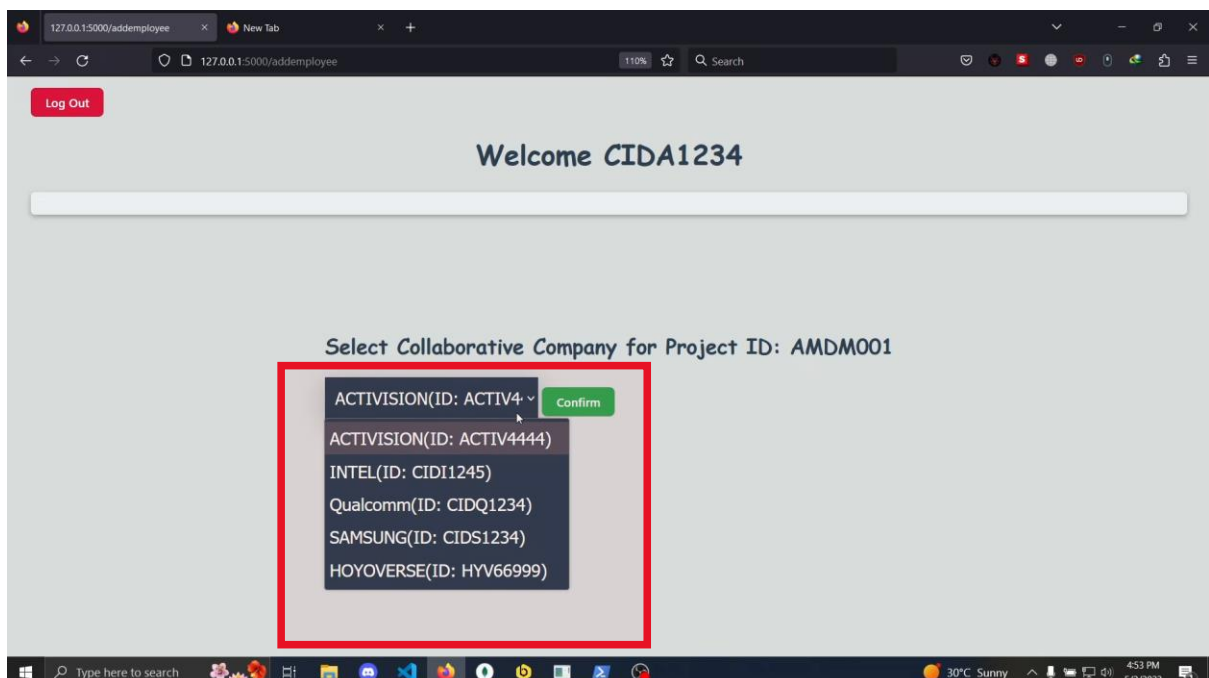 127.0.0.1:5000/addemployee
New Tab
127.0.0.1:5000/addemployee
110%
Search
Log Out
Welcome CIDA1234
Select Collaborative Company for Project ID: AMDM001
ACTIVISION(ID: ACTIV4
Confirm
ACTIVISION(ID: ACTIV4444)
INTEL(ID: CIDI1245)
Qualcomm(ID: CIDQ1234)
SAMSUNG(ID: CIDS1234)
HOYOVERSE(ID: HYV66999)
Type here to search
30°C Sunny
4:53 PM